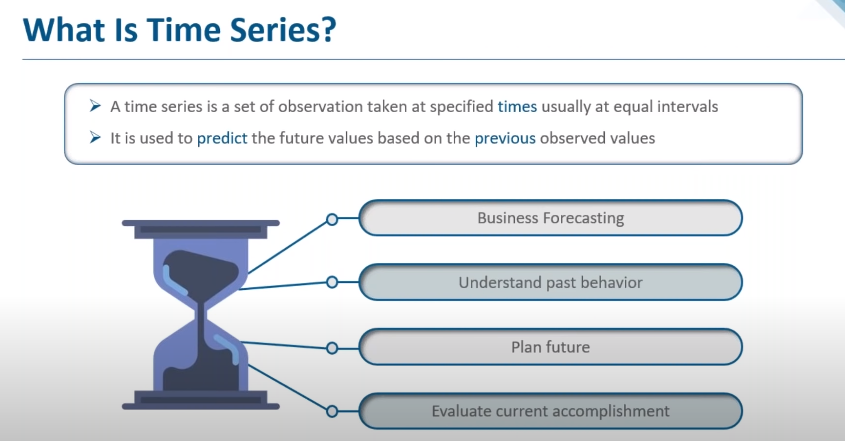 What Is Time Series?
➢ A time series is a set of observation taken at specified times usually at equal intervals
➢ It is used to predict the future values based on the previous observed values
Business Forecasting
Understand past behavior
Plan future
Evaluate current accomplishment